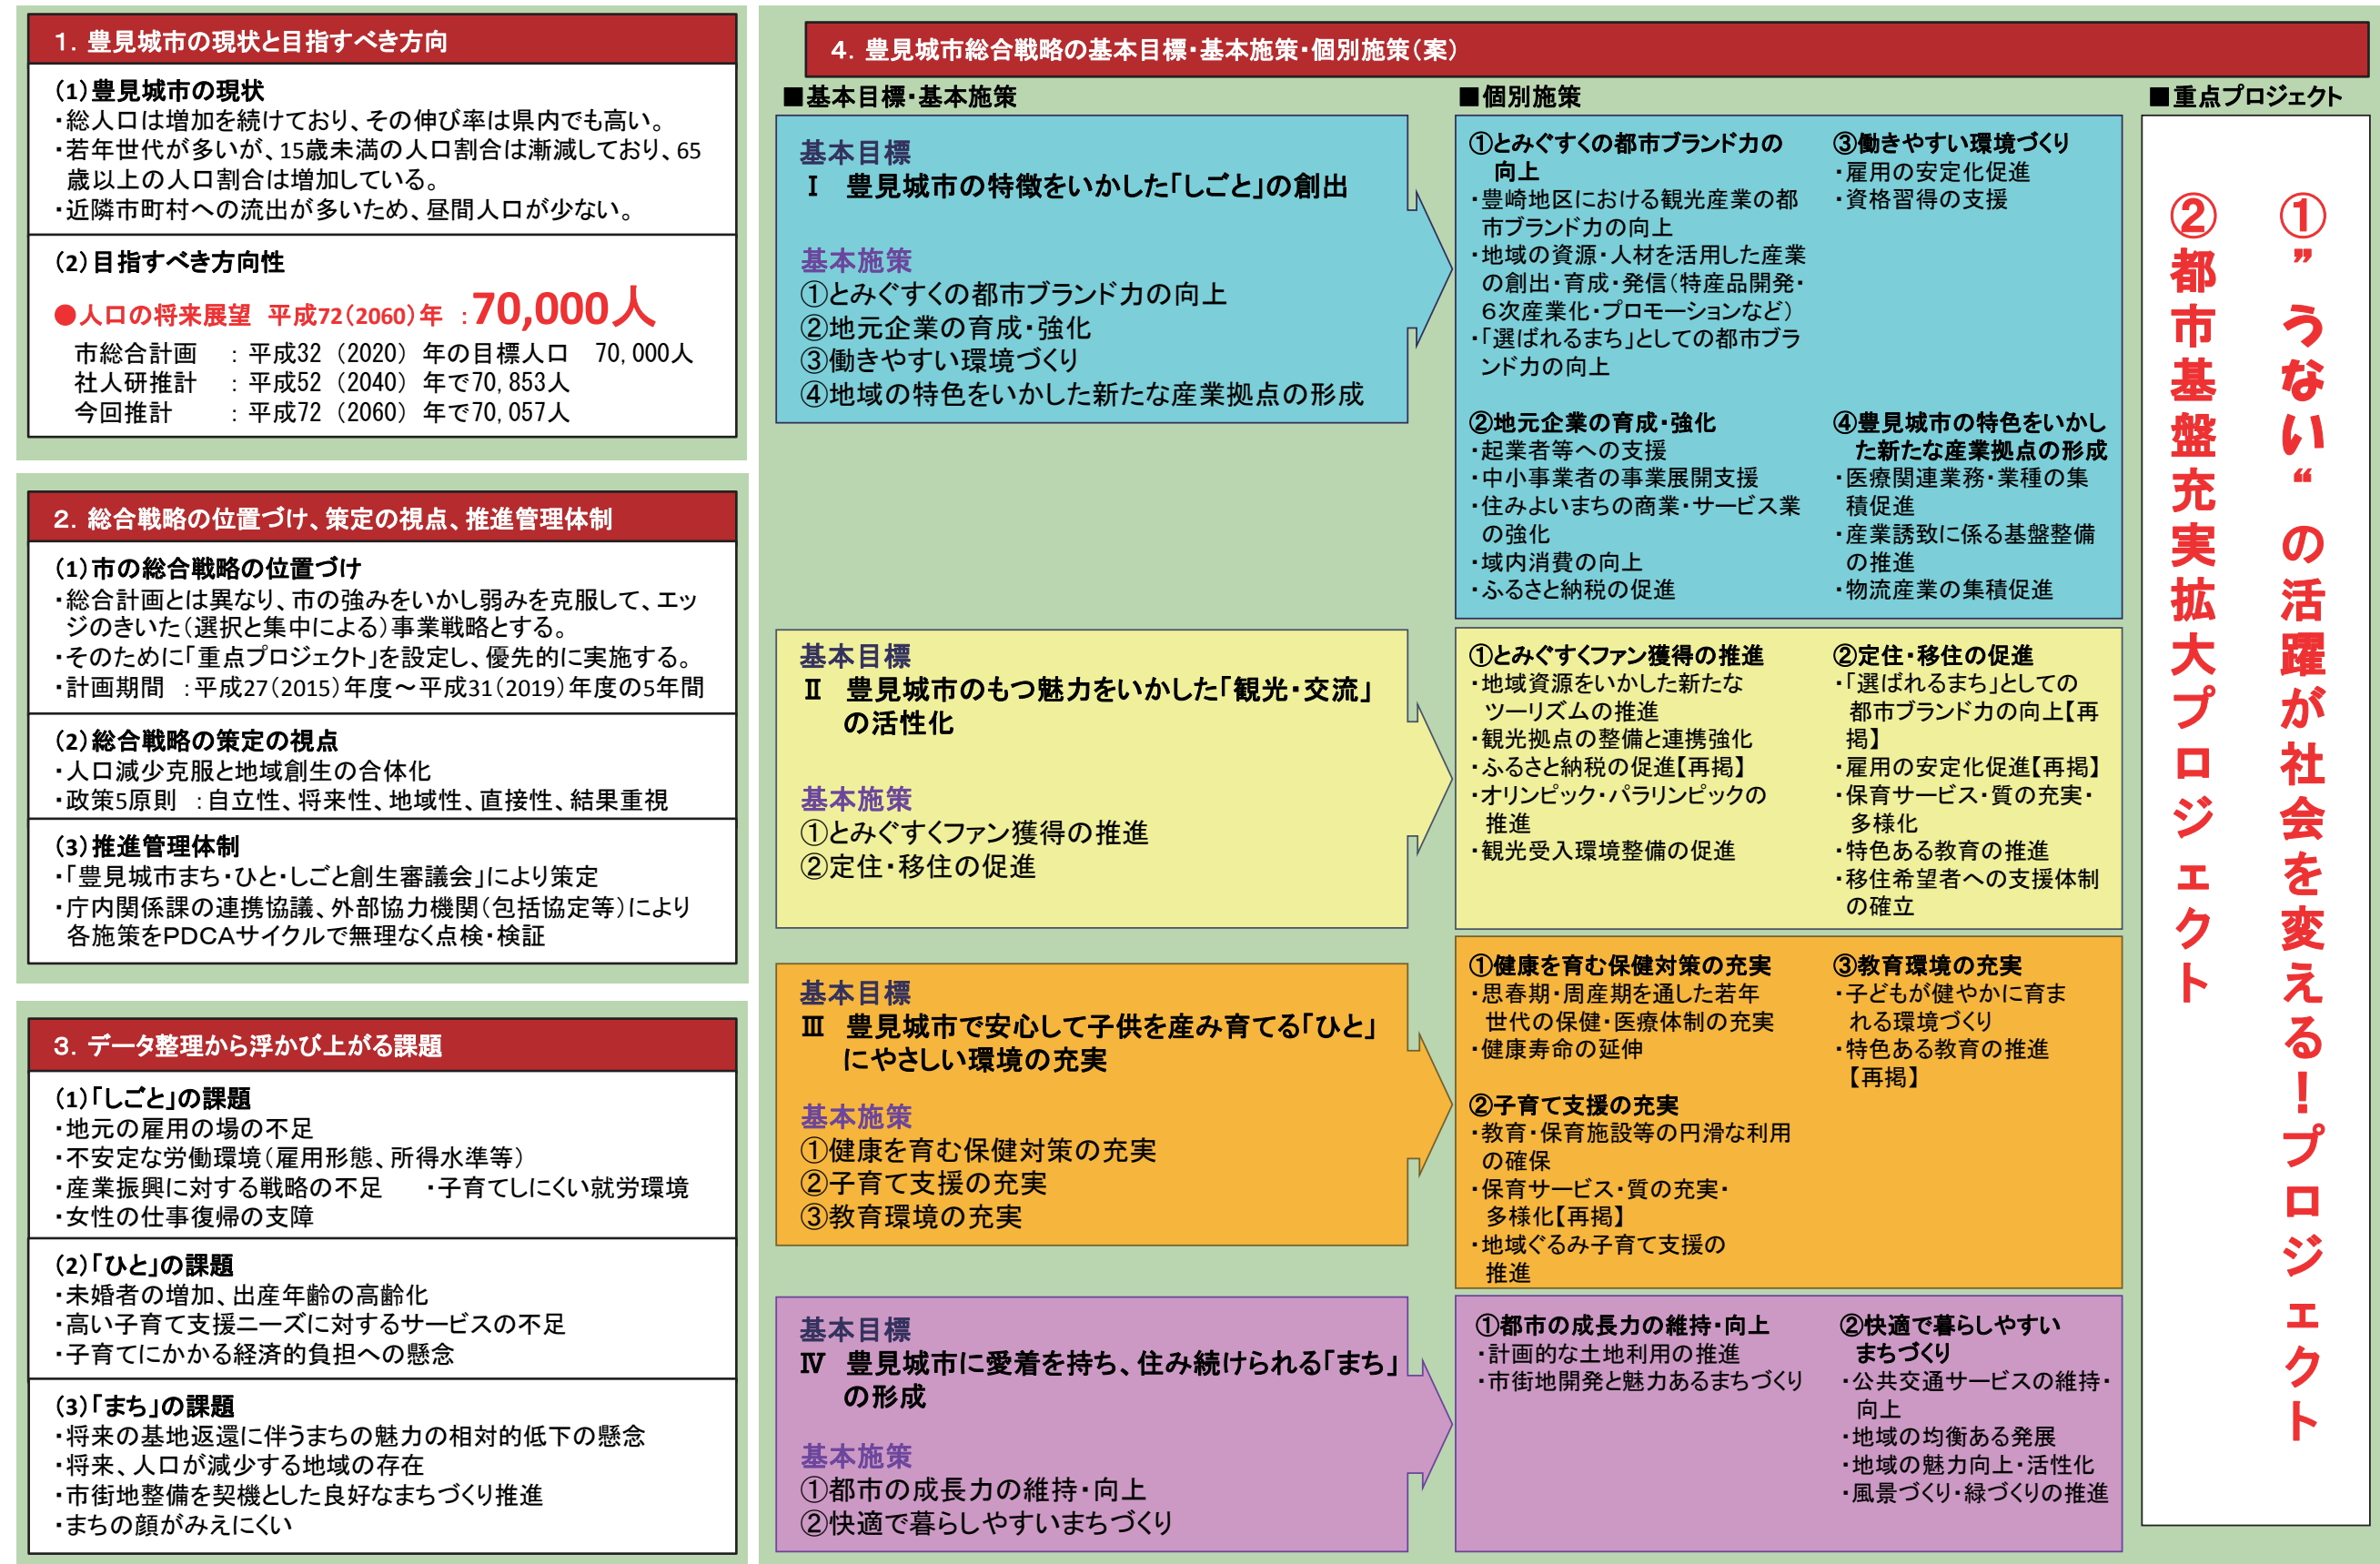 1. 豊見城市の現状と目指すべき方向
(1)豊見城市の現状
・総人口は増加を続けており、その伸び率は県内でも高い。
・若年世代が多いが、15歳未満の人口割合は漸減しており、65
歳以上の人口割合は増加している。
・近隣市町村への流出が多いため、昼間人口が少ない。
(2)目指すべき方向性
●人口の将来展望 平成72(2060)年 :70,000人
市総合計画 : 平成32（2020）年の目標人口 70,000人
社人研推計 : 平成52（2040）年で70,853人
今回推計 : 平成72（2060）年で70,057人
2. 総合戦略の位置づけ、策定の視点、推進管理体制
(1)市の総合戦略の位置づけ
・総合計画とは異なり、市の強みをいかし弱みを克服して、エッ
ジのきいた(選択と集中による)事業戦略とする。
・そのために「重点プロジェクト」を設定し、優先的に実施する。
・計画期間 :平成27(2015)年度～平成31(2019)年度の5年間
(2)総合戦略の策定の視点
・人口減少克服と地域創生の合体化
・政策5原則 :自立性、将来性、地域性、直接性、結果重視
(3)推進管理体制
・「豊見城市まち・ひと・しごと創生審議会」により策定
・庁内関係課の連携協議、外部協力機関(包括協定等)により
各施策をPDCAサイクルで無理なく点検・検証
3. データ整理から浮かび上がる課題
(1)「しごと」の課題
・地元の雇用の場の不足
・不安定な労働環境(雇用形態、所得水準等)
・産業振興に対する戦略の不足 ・子育てしにくい就労環境
・女性の仕事復帰の支障
(2)「ひと」の課題
・未婚者の増加、出産年齢の高齢化
・高い子育て支援ニーズに対するサービスの不足
・子育てにかかる経済的負担への懸念
(3)「まち」の課題
・将来の基地返還に伴うまちの魅力の相対的低下の懸念
・将来、人口が減少する地域の存在
・市街地整備を契機とした良好なまちづくり推進
・まちの顔がみえにくい
4. 豊見城市総合戦略の基本目標・基本施策・個別施策(案)
■基本目標・基本施策
■個別施策
■重点プロジェクト
基本目標
Ⅰ 豊見城市の特徴をいかした「しごと」の創出
基本施策
①とみぐすくの都市ブランド力の向上
②地元企業の育成・強化
③働きやすい環境づくり
④地域の特色をいかした新たな産業拠点の形成
①とみぐすくの都市ブランド力の
向上
・豊崎地区における観光産業の都
市ブランド力の向上
・地域の資源・人材を活用した産業
の創出・育成・発信(特産品開発・
6次産業化・プロモーションなど)
・「選ばれるまち」としての都市ブラ
ンド力の向上
②地元企業の育成・強化
・起業者等への支援
・中小事業者の事業展開支援
・住みよいまちの商業・サービス業
の強化
・域内消費の向上
・ふるさと納税の促進
③働きやすい環境づくり
・雇用の安定化促進
・資格習得の支援
④豊見城市の特色をいかし
た新たな産業拠点の形成
・医療関連業務・業種の集
積促進
・産業誘致に係る基盤整備
の推進
・物流産業の集積促進
基本目標
Ⅱ 豊見城市のもつ魅力をいかした「観光・交流」
の活性化
基本施策
①とみぐすくファン獲得の推進
②定住・移住の促進
①とみぐすくファン獲得の推進
・地域資源をいかした新たな
ツーリズムの推進
・観光拠点の整備と連携強化
・ふるさと納税の促進【再掲】
・オリンピック・パラリンピックの
推進
・観光受入環境整備の促進
②定住・移住の促進
・「選ばれるまち」としての
都市ブランド力の向上【再
掲】
・雇用の安定化促進【再掲】
・保育サービス・質の充実・
多様化
・特色ある教育の推進
・移住希望者への支援体制
の確立
基本目標
Ⅲ 豊見城市で安心して子供を産み育てる「ひと」
にやさしい環境の充実
基本施策
①健康を育む保健対策の充実
②子育て支援の充実
③教育環境の充実
①健康を育む保健対策の充実
・思春期・周産期を通した若年
世代の保健・医療体制の充実
・健康寿命の延伸
②子育て支援の充実
・教育・保育施設等の円滑な利用
の確保
・保育サービス・質の充実・
多様化【再掲】
・地域ぐるみ子育て支援の
推進
③教育環境の充実
・子どもが健やかに育ま
れる環境づくり
・特色ある教育の推進
【再掲】
基本目標
Ⅳ 豊見城市に愛着を持ち、住み続けられる「まち」
の形成
基本施策
①都市の成長力の維持・向上
②快適で暮らしやすいまちづくり
①都市の成長力の維持・向上
・計画的な土地利用の推進
・市街地開発と魅力あるまちづくり
②快適で暮らしやすい
まちづくり
・公共交通サービスの維持・
向上
・地域の均衡ある発展
・地域の魅力向上・活性化
・風景づくり・緑づくりの推進
①”うない“の活躍が社会を変える!プロジェクト
②都市基盤充実拡大プロジェクト